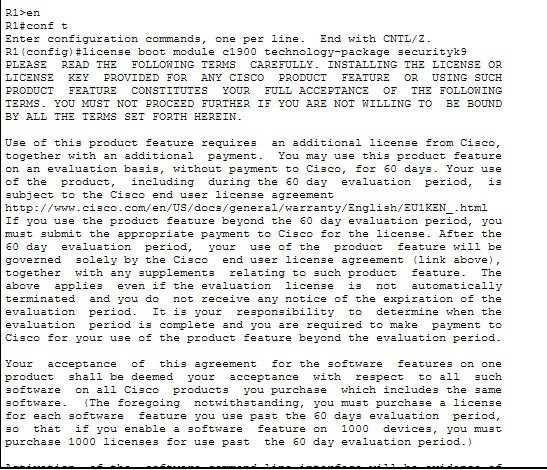 R1>en
R1#conf t
Enter configuration commands, one per line. End with CNTL/Z.
R1(config)#license boot module c1900 technology-package securityk9
PLEASE READ THE FOLLOWING TERMS CAREFULLY. INSTALLING THE LICENSE OR
LICENSE KEY PROVIDED FOR ANY CISCO PRODUCT FEATURE OR USING SUCH
PRODUCT FEATURE CONSTITUTES YOUR FULL ACCEPTANCE OF THE FOLLOWING
TERMS. YOU MUST NOT PROCEED FURTHER IF YOU ARE NOT WILLING TO BE BOUND
BY ALL THE TERMS SET FORTH HEREIN.
Use of this product feature requires an additional license from Cisco,
together with an additional payment. You may use this product feature
on an evaluation basis, without payment to Cisco, for 60 days. Your use
of the product, including during the 60 day evaluation period, is
subject to the Cisco end user license agreement
http://www.cisco.com/en/US/docs/general/warranty/English/EU1KEN_.html
If you use the product feature beyond the 60 day evaluation period, you
must submit the appropriate payment to Cisco for the license. After the
60 day evaluation period, your use of the product feature will be
governed solely by the Cisco end user license agreement (link above),
together with any supplements relating to such product feature. The
above applies even if the evaluation license is not automatically
terminated and you do not receive any notice of the expiration of the
evaluation period. It is your responsibility to determine when the
evaluation period is complete and you are required to make payment to
Cisco for your use of the product feature beyond the evaluation period.
Your acceptance of this agreement for the software features on one
product shall be deemed your acceptance with respect to all such
software on all Cisco products you purchase which includes the same
software. (The foregoing notwithstanding, you must purchase a license
for each software feature you use past the 60 days evaluation period,
so that if you enable a software feature on 1000 devices, you must
purchase 1000 licenses for use past the 60 day evaluation period.)
Activation of the software command line interface will be evidence of